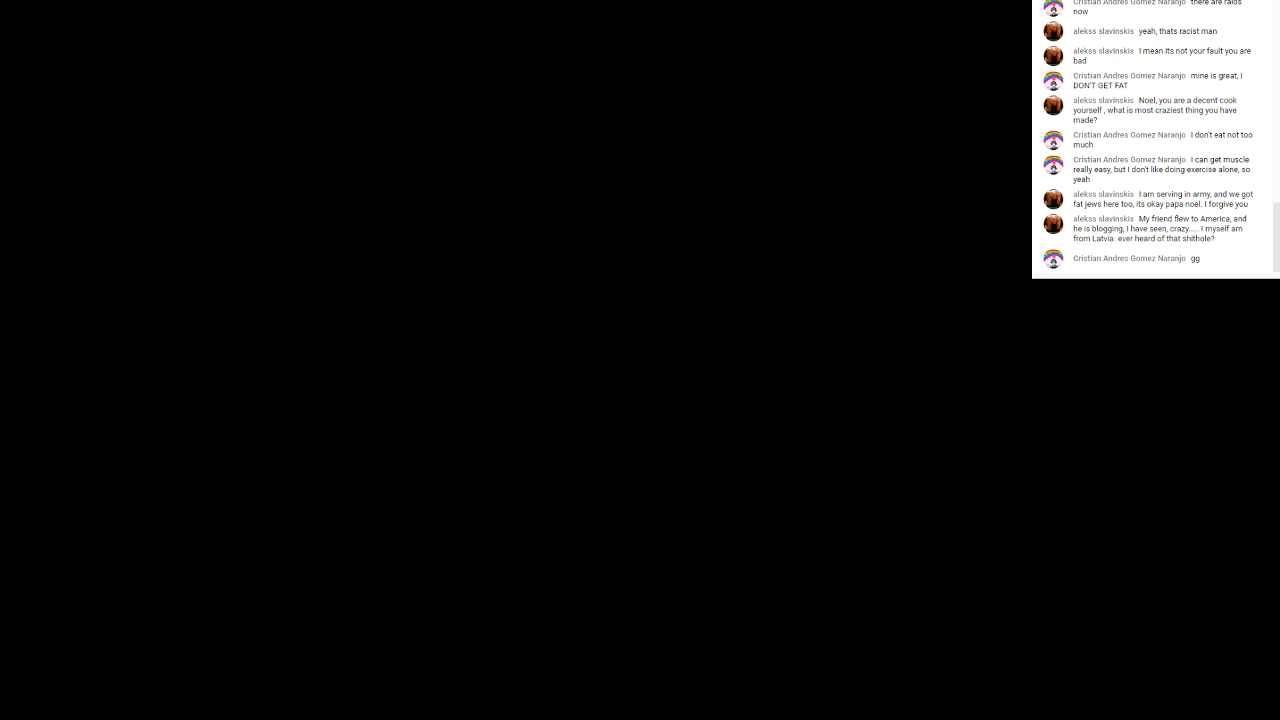 Cristian Andres Gomez Naranjo there are raids
now
alekss slavinskis yeah, thats racist man
alekss slavinskis I mean its not your fault you are
bad
Cristian Andres Gomez Naranjo mine is great, I
DON'T GET FAT
alekss slavinskis Noel, you are a decent cook
yourself , what is most craziest thing you have
made?
Cristian Andres Gomez Naranjo I don't eat not too
much
Cristian Andres Gomez Naranjo I can get muscle
really easy, but I don't like doing exercise alone, so
yeah
alekss slavinskis I am serving in army, and we got
fat jews here too, its okay papa noel. I forgive you
alekss slavinskis My friend flew to America, and
he is blogging, I have seen, crazy..... I myself am
from Latvia. ever heard of that shithole?
Cristian Andres Gomez Naranjo gg